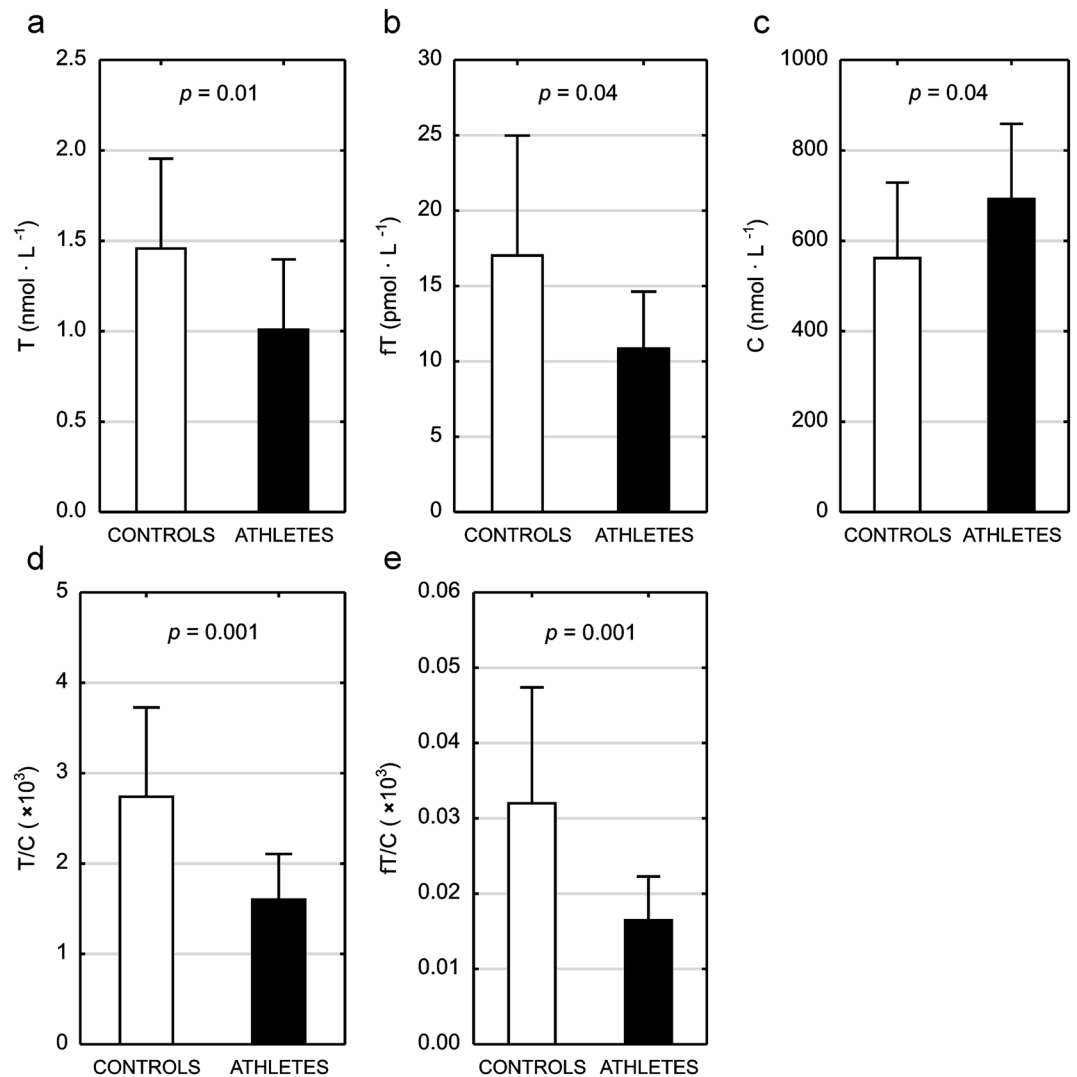 a
p = 0.01
T (nmol · L⁻¹)
2.5
2.0
1.5
1.0
0.5
0.0
CONTROLS ATHLETES
b
p = 0.04
fT (pmol · L⁻¹)
30
25
20
15
10
5
0
CONTROLS ATHLETES
c
p = 0.04
C (nmol · L⁻¹)
1000
800
600
400
200
0
CONTROLS ATHLETES
d
p = 0.001
T/C ( ×10³)
5
4
3
2
1
0
CONTROLS ATHLETES
e
p = 0.001
fT/C ( ×10³)
0.06
0.05
0.04
0.03
0.02
0.01
0.00
CONTROLS ATHLETES